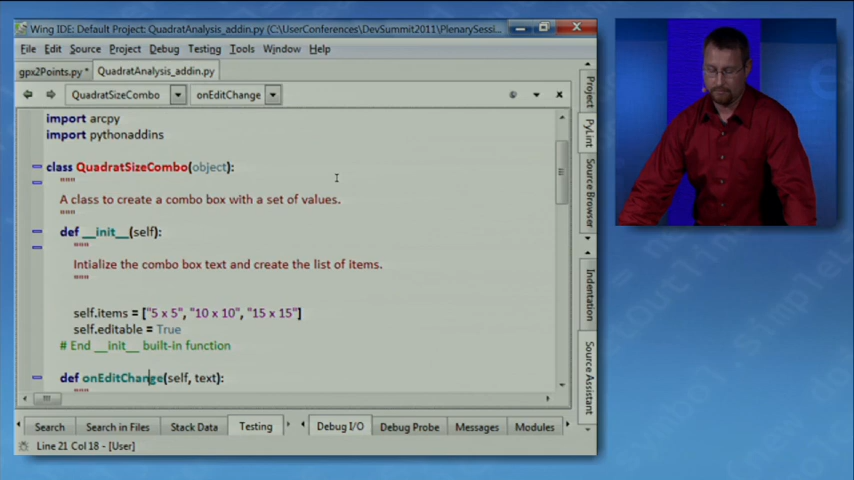 Wing IDE: Default Project: QuadratAnalysis_addin.py (C:\UserConferences\DevSummit2011\PlenarySessi...
File Edit Source Project Debug Testing Tools Window Help
gpx2Points.py * QuadratAnalysis_addin.py
QuadratSizeCombo onEditChange
import arcpy
import pythonaddins
class QuadratSizeCombo(object):
"""
A class to create a combo box with a set of values.
"""
def __init__(self):
"""
Intialize the combo box text and create the list of items.
"""
self.items = ["5 x 5", "10 x 10", "15 x 15"]
self.editable = True
# End __init__ built-in function
def onEditChange(self, text):
"""
Project
PyLint
Source Browser
Indentation
Source Assistant
Search Search in Files Stack Data Testing Debug I/O Debug Probe Messages Modules
Line 21 Col 18 - [User]